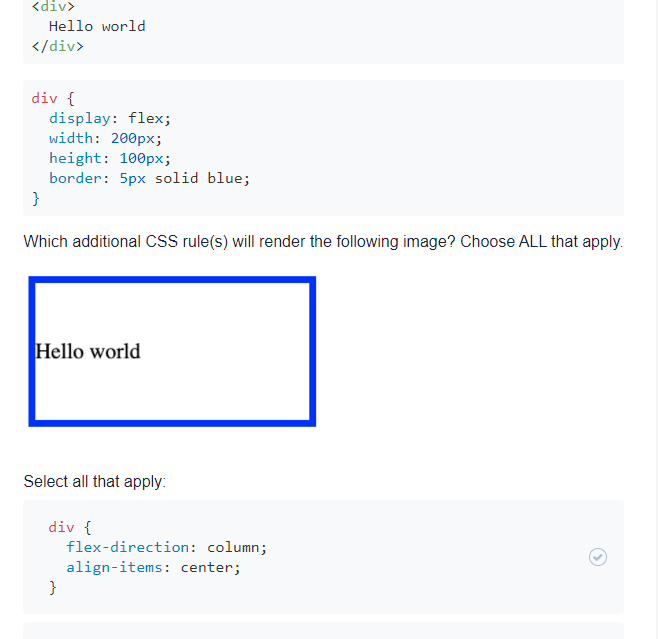 <div>
  Hello world
</div>
div {
  display: flex;
  width: 200px;
  height: 100px;
  border: 5px solid blue;
}
Which additional CSS rule(s) will render the following image? Choose ALL that apply.
Hello world
Select all that apply:
div {
  flex-direction: column;
  align-items: center;
}